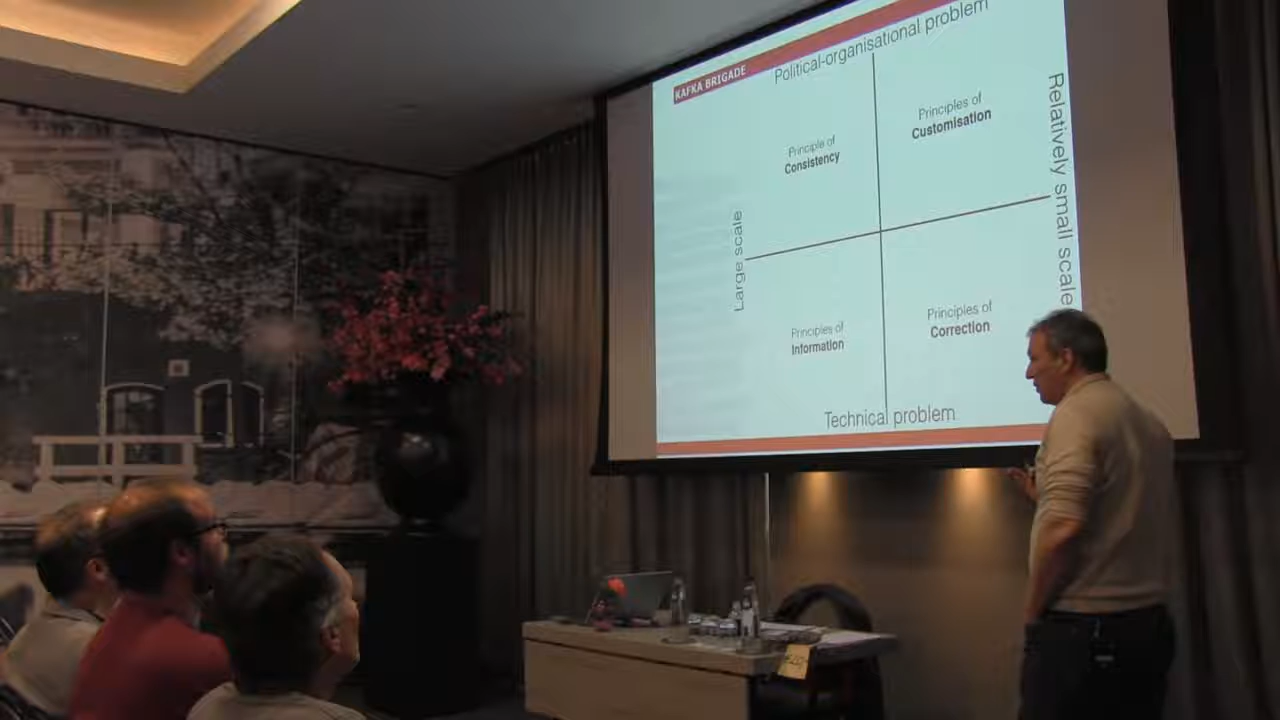 Political-organisational problem
KAFKA BRIGADE
Principle of
Consistency
Principles of
Customisation
Large scale
Relatively small scale
Principles of
Information
Principles of
Correction
Technical problem